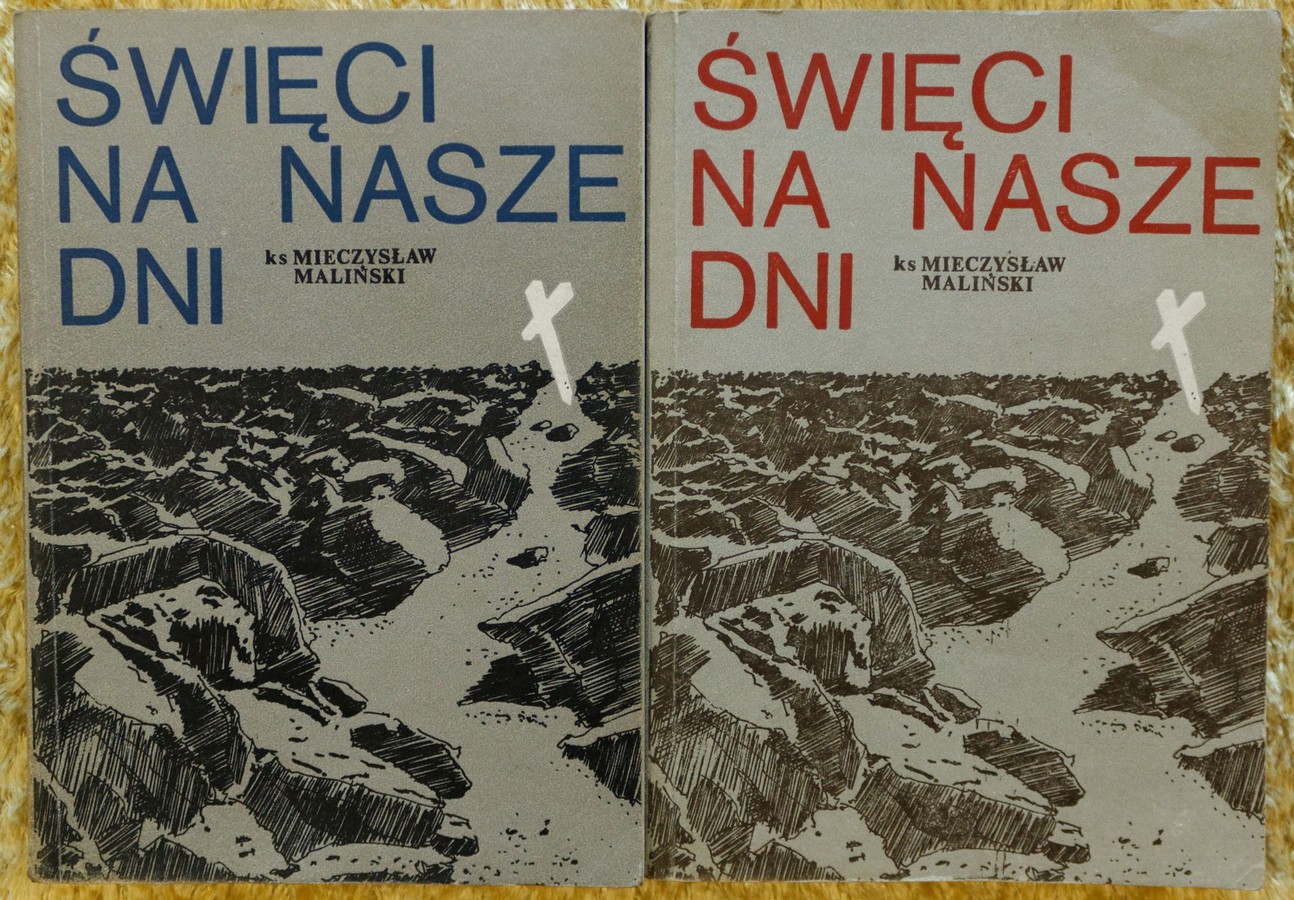 ŚWIĘCI
NA NASZE
DNI
ks MIECZYSŁAW
MALIŃSKI
ŚWIĘCI
NA NASZE
DNI
ks MIECZYSŁAW
MALIŃSKI